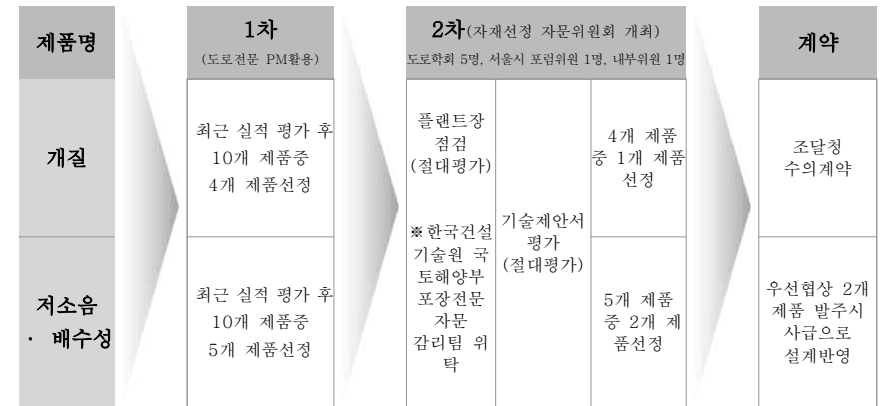 제품명
1차
(도로전문 PM활용)
2차(자재선정 자문위원회 개최)
도로학회 5명, 서울시 포럼위원 1명, 내부위원 1명
계약
개질
최근 실적 평가 후
10개 제품중
4개 제품선정
플랜트장
점검
(절대평가)
※한국건설
기술원 국
토해양부
포장전문
자문
감리팀 위
탁
기술제안서
평가
(절대평가)
4개 제품
중 1개 제품
선정
조달청
수의계약
저소음
· 배수성
최근 실적 평가 후
10개 제품중
5개 제품선정
5개 제품
중 2개 제
품선정
우선협상 2개
제품 발주시
사급으로
설계반영